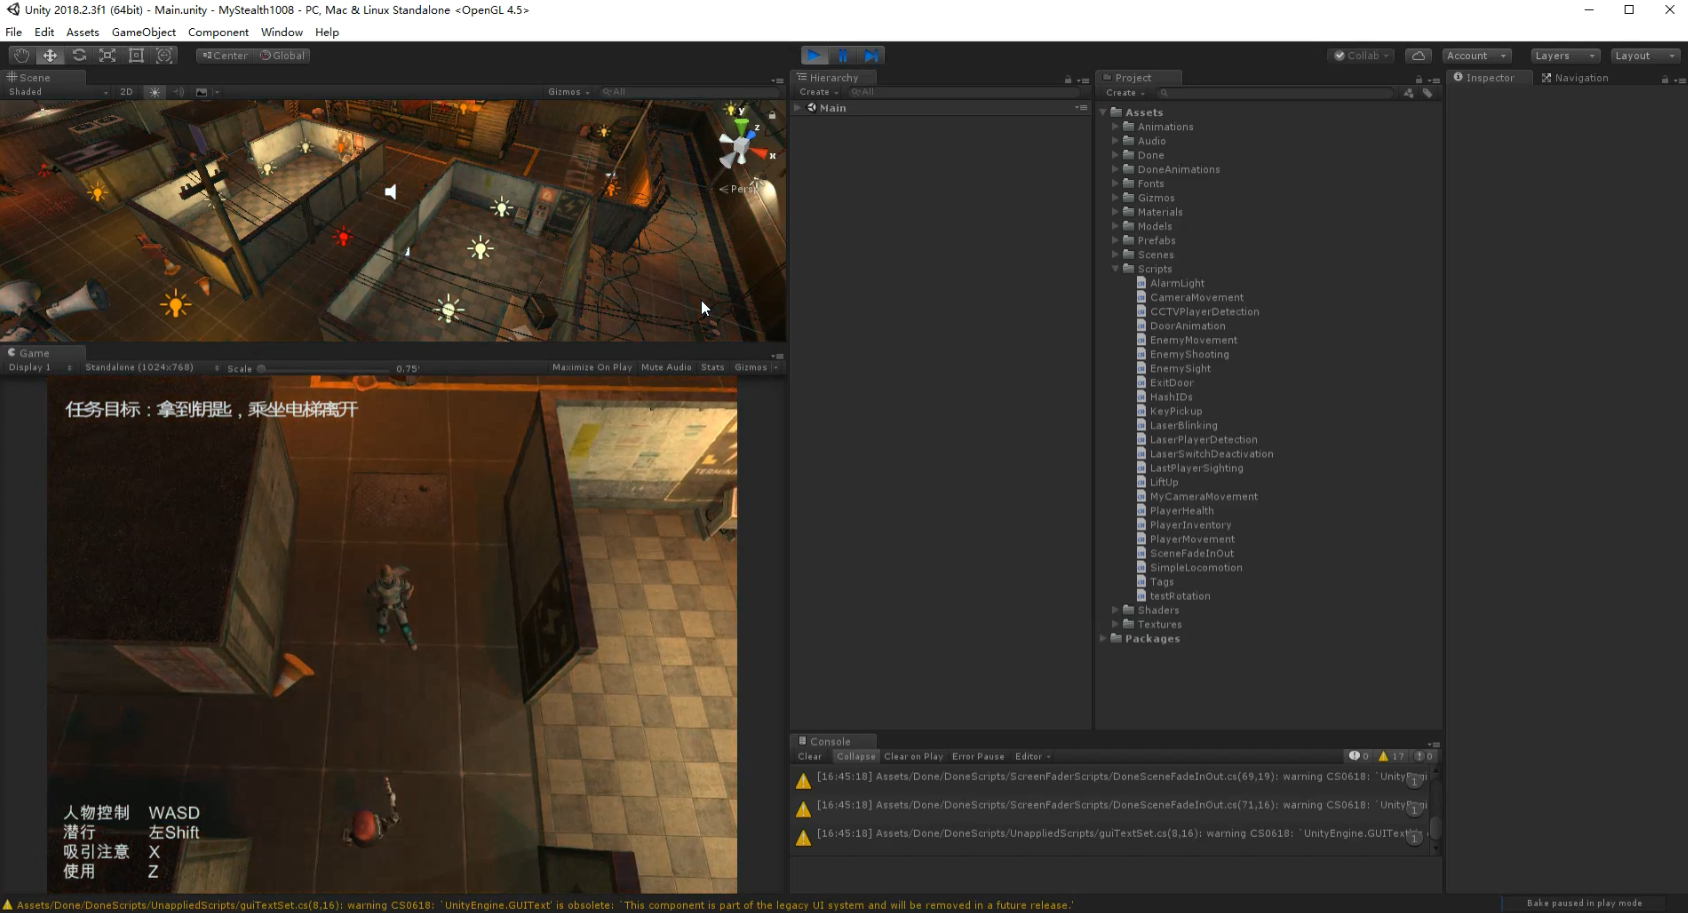 Unity 2018.2.3f1 (64bit) - Main.unity - MyStealth1008 - PC, Mac & Linux Standalone <OpenGL 4.5>
File Edit Assets GameObject Component Window Help
Center Global Collab Account Layers Layout
Scene
Shaded 2D Gizmos All
y
z
x
Persp
Hierarchy
Create All
Main
Project
Create
Assets
Animations
Audio
Done
DoneAnimations
Fonts
Gizmos
Materials
Models
Prefabs
Scenes
Scripts
AlarmLight
CameraMovement
CCTVPlayerDetection
DoorAnimation
EnemyMovement
EnemyShooting
EnemySight
ExitDoor
HashIDs
KeyPickup
LaserBlinking
LaserPlayerDetection
LaserSwitchDeactivation
LastPlayerSighting
LiftUp
MyCameraMovement
PlayerHealth
PlayerInventory
PlayerMovement
SceneFadeInOut
SimpleLocomotion
Tags
testRotation
Shaders
Textures
Packages
Inspector Navigation
Game
Display 1 Standalone (1024x768) Scale 0.75 Maximize On Play Mute Audio Stats Gizmos
任务目标：拿到钥匙，乘坐电梯离开
TERMINAL
人物控制 WASD
潜行 左Shift
吸引注意 X
使用 Z
Console
Clear Collapse Clear on Play Error Pause Editor 0 17 0
[16:45:18] Assets/Done/DoneScripts/ScreenFaderScripts/DoneSceneFadeInOut.cs(69,19): warning CS0618: `UnityEngi 1
[16:45:18] Assets/Done/DoneScripts/ScreenFaderScripts/DoneSceneFadeInOut.cs(71,16): warning CS0618: `UnityEngi 1
[16:45:18] Assets/Done/DoneScripts/UnappliedScripts/guiTextSet.cs(8,16): warning CS0618: `UnityEngine.GUIText' 1
Assets/Done/DoneScripts/UnappliedScripts/guiTextSet.cs(8,16): warning CS0618: `UnityEngine.GUIText' is obsolete: `This component is part of the legacy UI system and will be removed in a future release.'
Bake paused in play mode